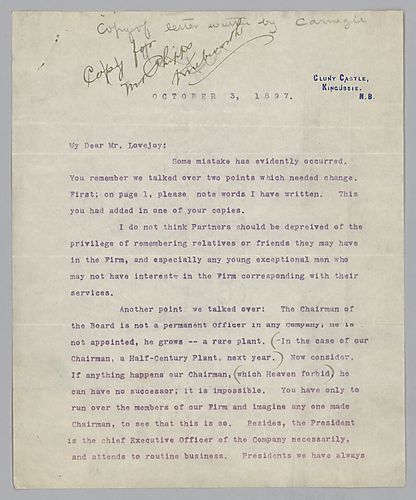 Copy of letter written by Carnegie
Copy for
Mr Phipps
Knebworth
CLUNY CASTLE,
KINGUSSIE.
N.B.
OCTOBER 3, 1897.
My Dear Mr. Lovejoy:
Some mistake has evidently occurred.
You remember we talked over two points which needed change.
First; on page 1, please note words I have written. This
you had added in one of your copies.
I do not think Partners should be depreived of the
privilege of remembering relatives or friends they may have
in the Firm, and especially any young exceptional men who
may not have interests in the Firm corresponding with their
services.
Another point we talked over: The Chairman of
the Board is not a permanent Officer in any Company, he is
not appointed, he grows -- a rare plant. (-In the case of our
Chairman, a Half-Century Plant, next year.) Now consider.
If anything happens our Chairman, (which Heaven forbid) he
can have no successor; it is impossible. You have only to
run over the members of our Firm and imagine any one made
Chairman, to see that this is so. Besides, the President
is the chief Executive Officer of the Company necessarily,
and attends to routine business. Presidents we have always